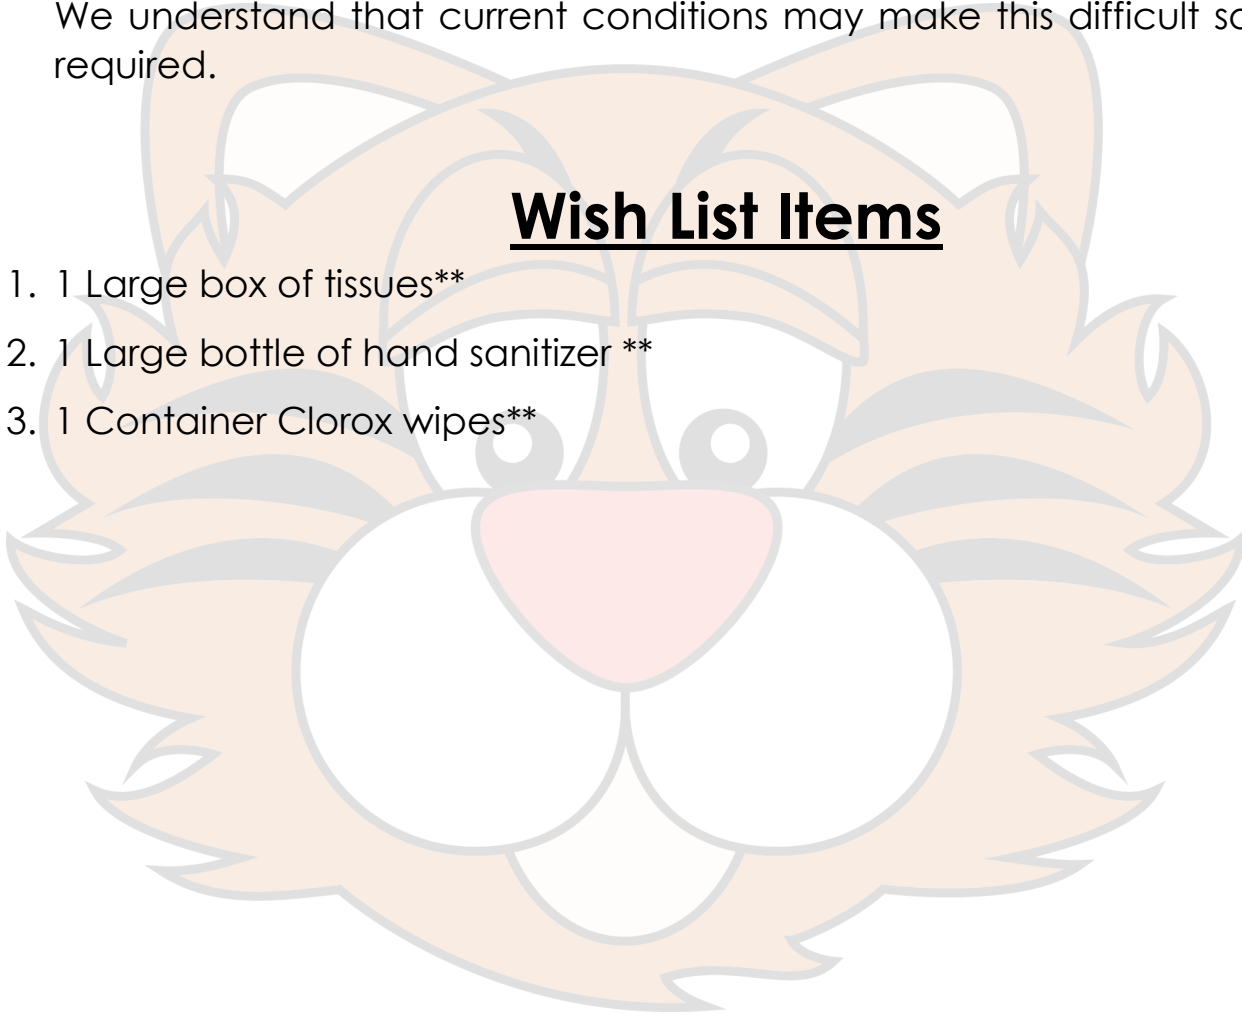 We understand that current conditions may make this difficult
required.
Wish List Items
1. 1 Large box of tissues**
2. 1 Large bottle of hand sanitizer **
3. 1 Container Clorox wipes**